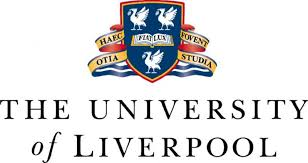 HAEC FOVENT
FIAT LUX
OTIA STUDIA
THE UNIVERSITY
of LIVERPOOL